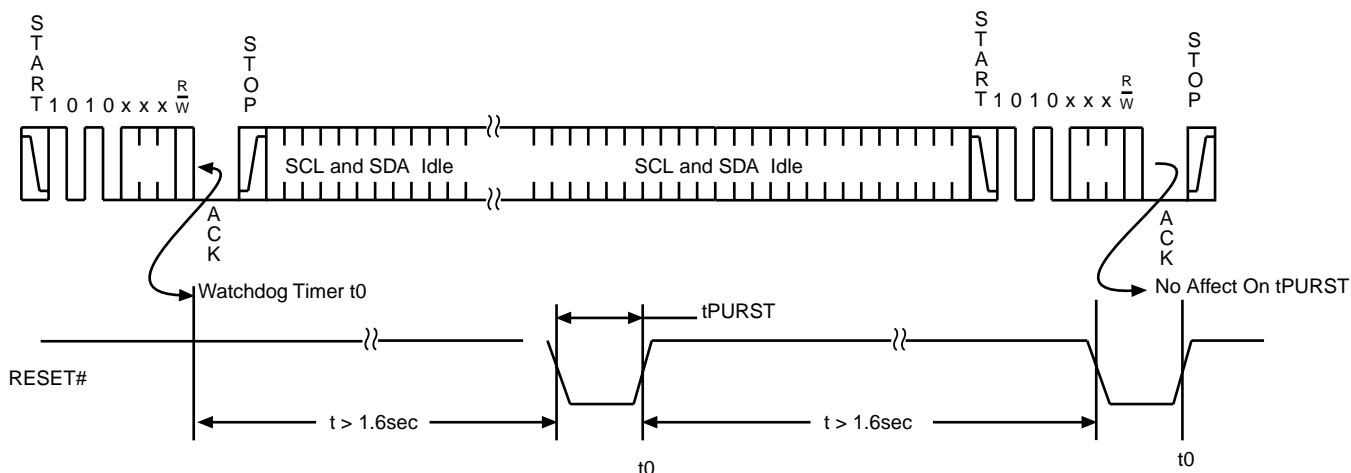 START
STOP
START
STOP
1 0 1 0 x x x R/W
1 0 1 0 x x x R/W
SCL and SDA Idle
SCL and SDA Idle
ACK
ACK
Watchdog Timer t0
No Affect On tPURST
tPURST
RESET#
t > 1.6sec
t > 1.6sec
t0
t0